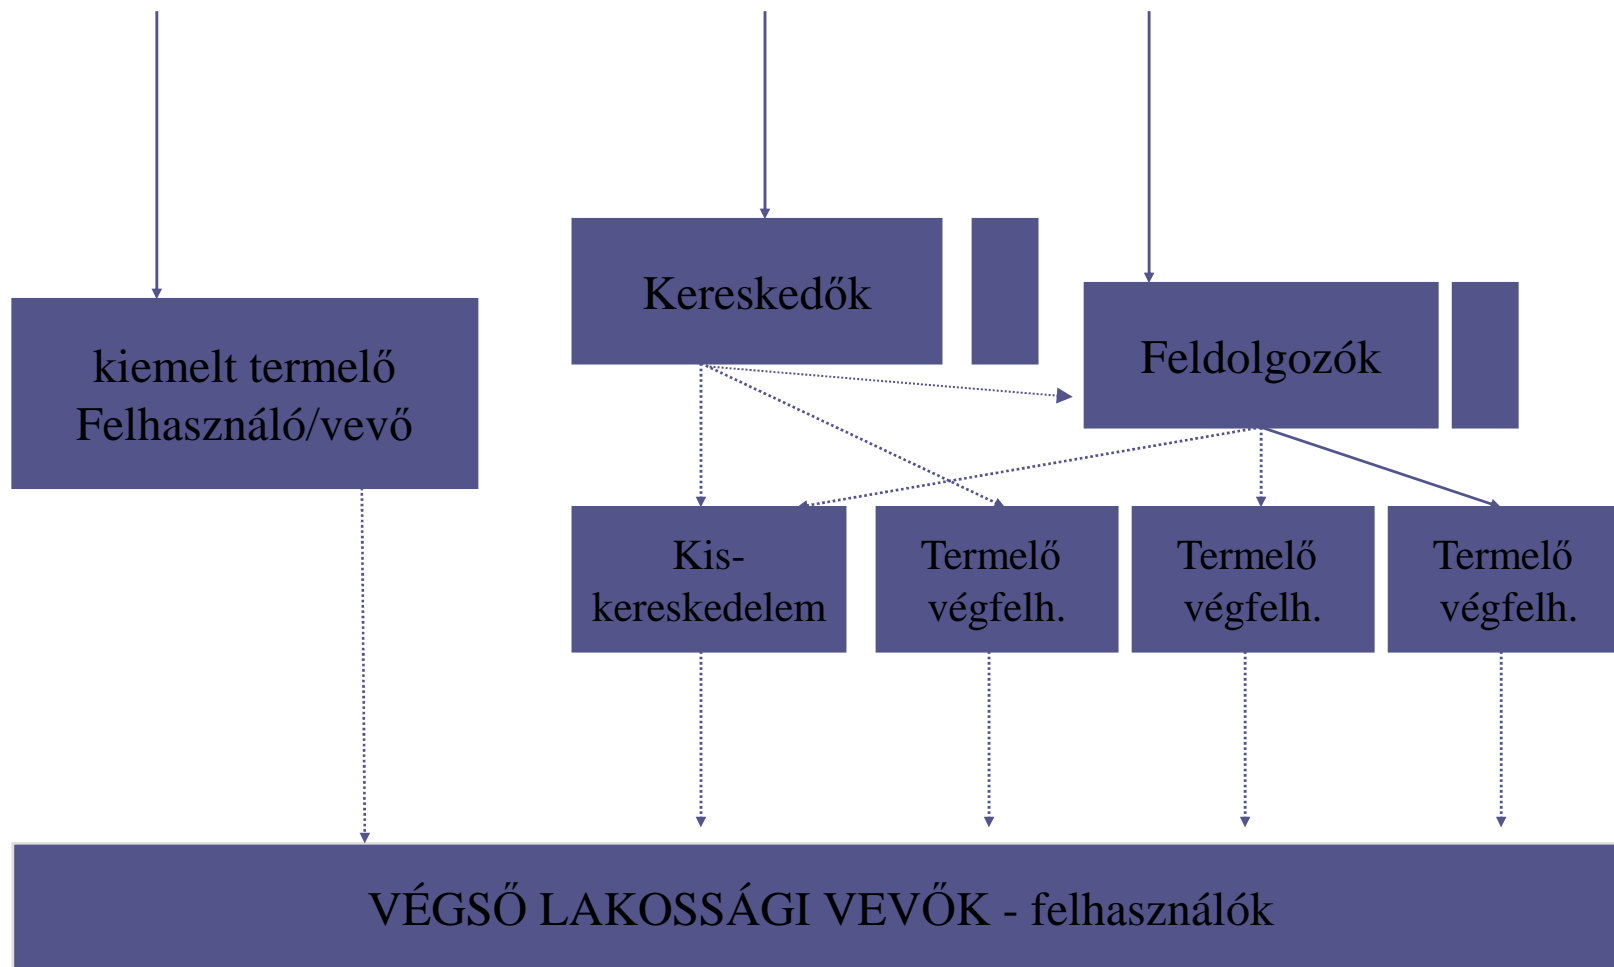 Kereskedők
Feldolgozók
kiemelt termelő
Felhasználó/vevő
Kis-
kereskedelem
Termelő
végfelh.
Termelő
végfelh.
Termelő
végfelh.
VÉGSŐ LAKOSSÁGI VEVŐK - felhasználók